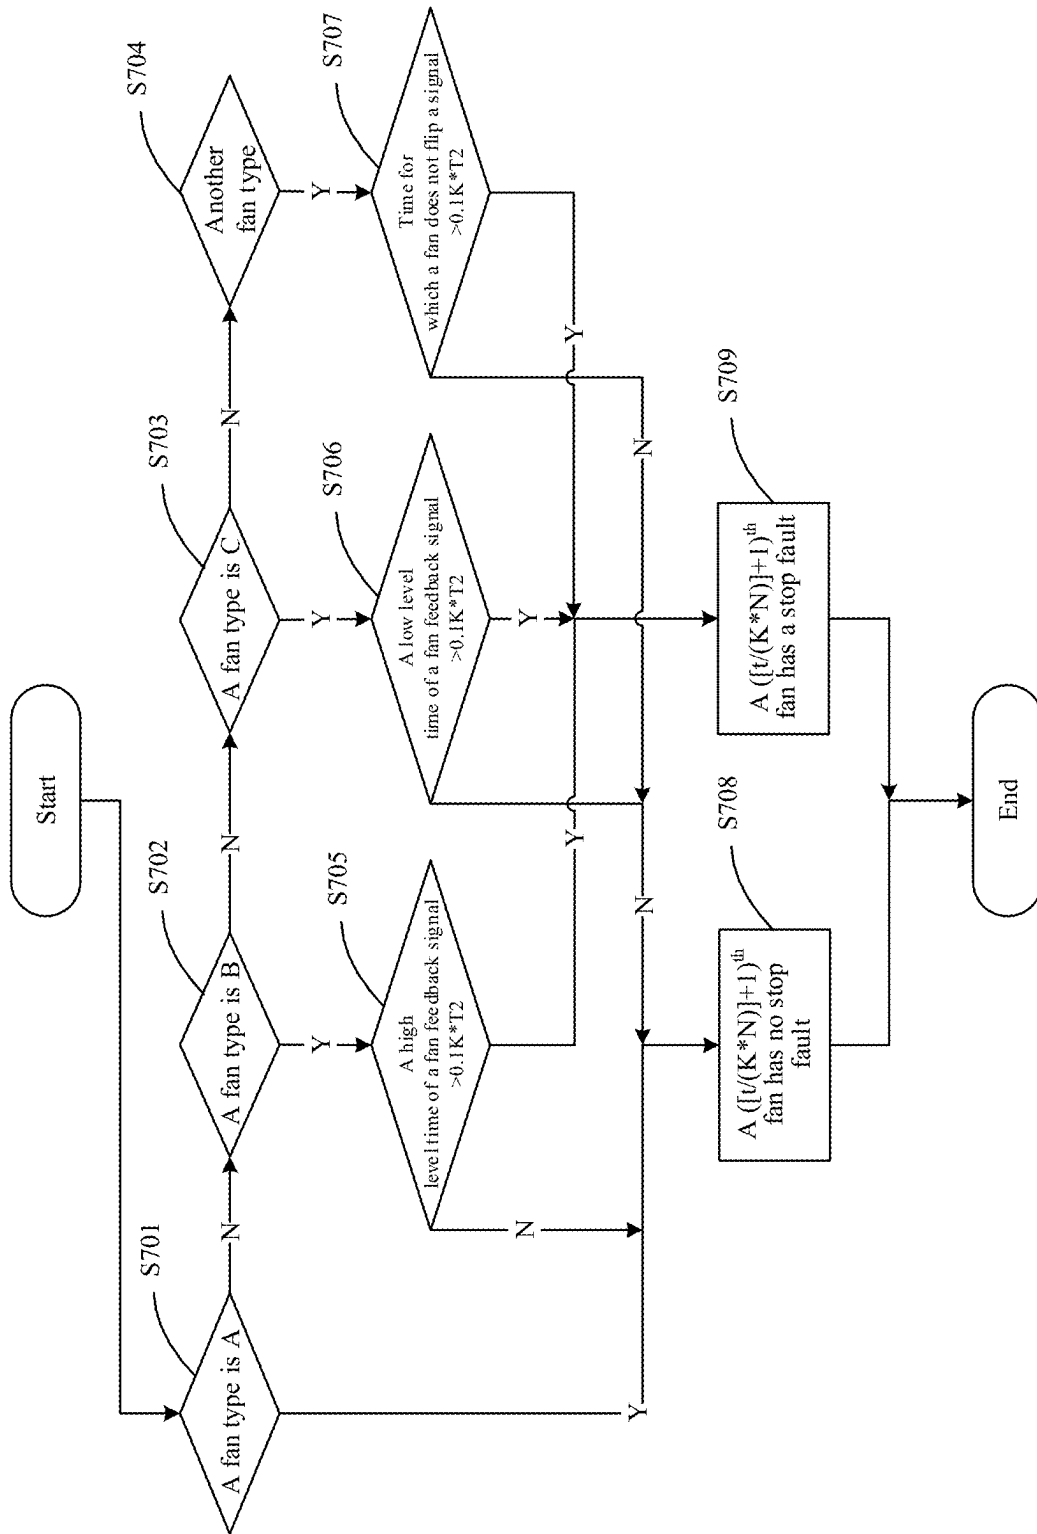 Start
S701
A fan type is A
N
S702
A fan type is B
N
S703
A fan type is C
N
S704
Another
fan type
Y
Y
Y
S705
A high
level time of a fan feedback signal
>0.1K*T2
S706
A low level
time of a fan feedback signal
>0.1K*T2
S707
Time for
which a fan does not flip a signal
>0.1K*T2
N
Y
Y
Y
N
N
Y
S708
A ([t/(K*N)]+1)th
fan has no stop
fault
S709
A ([t/(K*N)]+1)th
fan has a stop fault
End